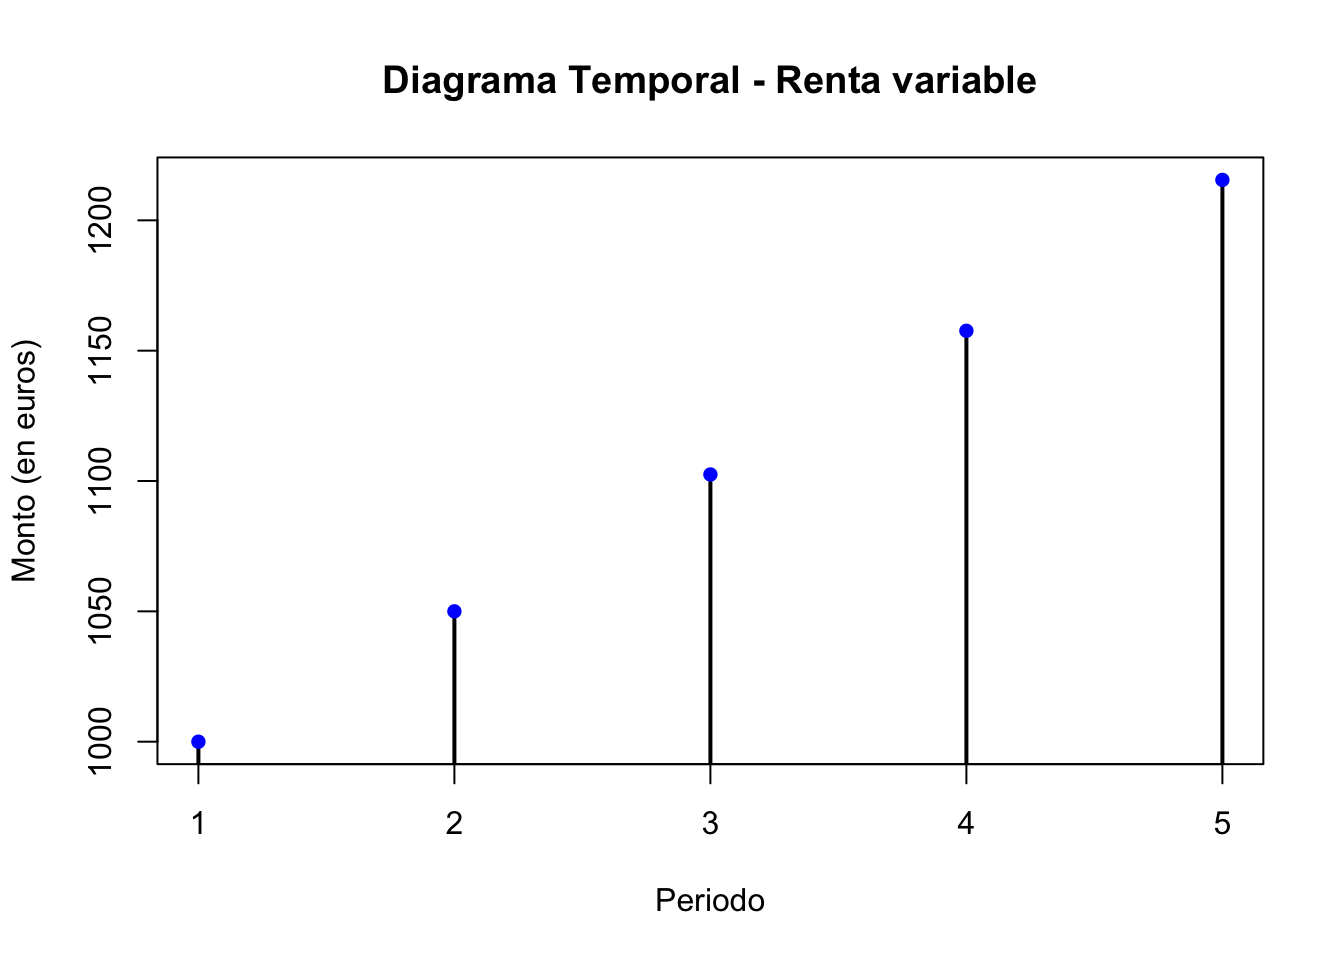 Diagrama Temporal - Renta variable
Monto (en euros)
1200
1150
1100
1050
1000
1 2 3 4 5
Periodo